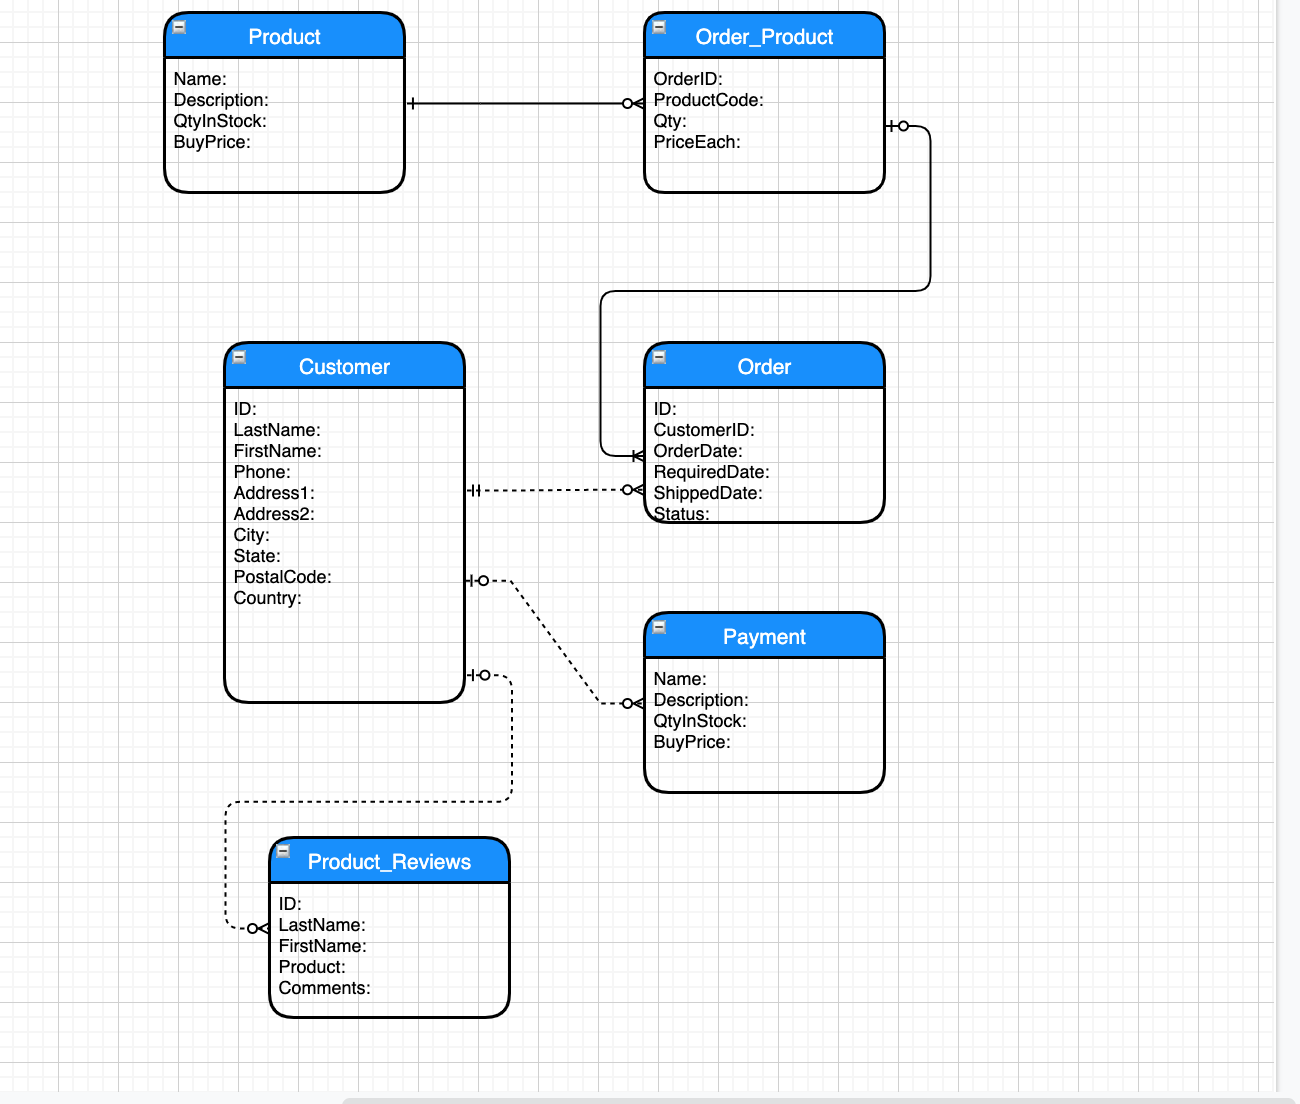 Product
Name:
Description:
QtyInStock:
BuyPrice:
Order_Product
OrderID:
ProductCode:
Qty:
PriceEach:
Customer
ID:
LastName:
FirstName:
Phone:
Address1:
Address2:
City:
State:
PostalCode:
Country:
Order
ID:
CustomerID:
OrderDate:
RequiredDate:
ShippedDate:
Status:
Payment
Name:
Description:
QtyInStock:
BuyPrice:
Product_Reviews
ID:
LastName:
FirstName:
Product:
Comments: